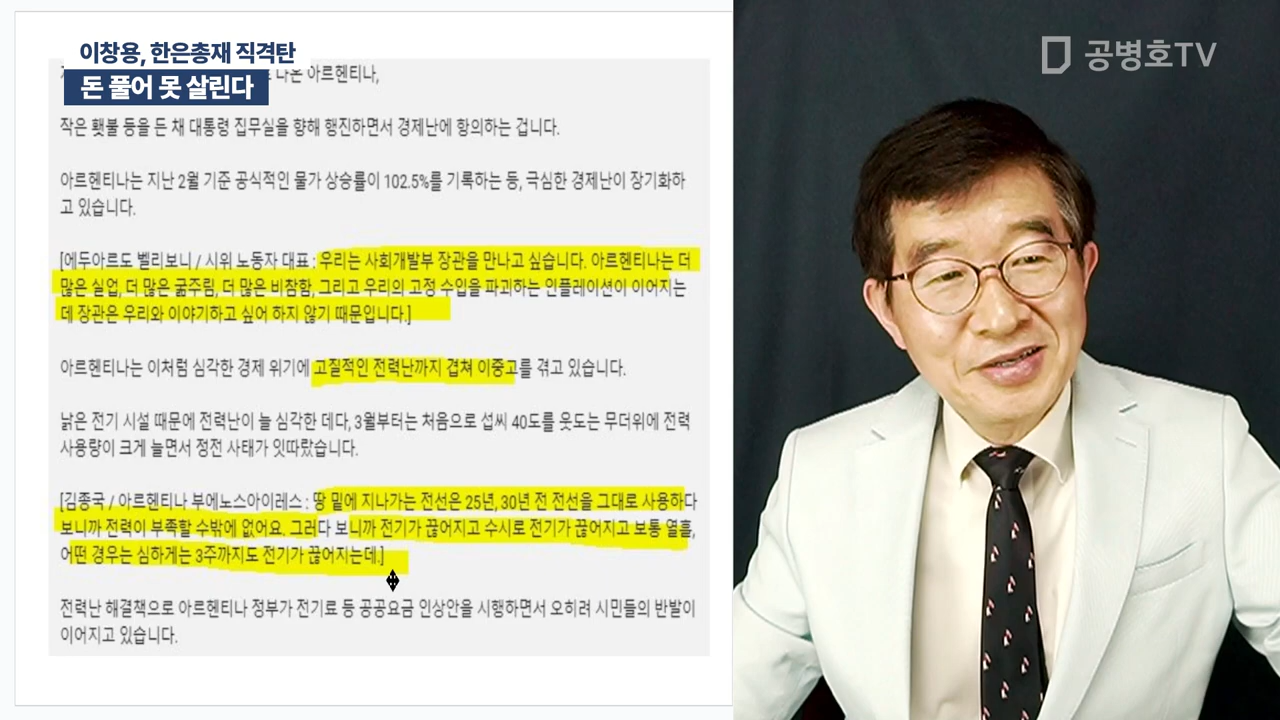 이창용, 한은총재 직격탄
돈 풀어 못 살린다
공병호TV
나온 아르헨티나,
작은 횃불 등을 든 채 대통령 집무실을 향해 행진하면서 경제난에 항의하는 겁니다.
아르헨티나는 지난 2월 기준 공식적인 물가 상승률이 102.5%를 기록하는 등, 극심한 경제난이 장기화하
고 있습니다.
[에두아르도 벨리보니 / 시위 노동자 대표 : 우리는 사회개발부 장관을 만나고 싶습니다. 아르헨티나는 더
많은 실업, 더 많은 굶주림, 더 많은 비참함, 그리고 우리의 고정 수입을 파괴하는 인플레이션이 이어지는
데 장관은 우리와 이야기하고 싶어 하지 않기 때문입니다.]
아르헨티나는 이처럼 심각한 경제 위기에 고질적인 전력난까지 겹쳐 이중고를 겪고 있습니다.
낡은 전기 시설 때문에 전력난이 늘 심각한 데다, 3월부터는 처음으로 섭씨 40도를 웃도는 무더위에 전력
사용량이 크게 늘면서 정전 사태가 잇따랐습니다.
[김종국 / 아르헨티나 부에노스아이레스 : 땅 밑에 지나가는 전선은 25년, 30년 전 전선을 그대로 사용하다
보니까 전력이 부족할 수밖에 없어요. 그러다 보니까 전기가 끊어지고 수시로 전기가 끊어지고 보통 열흘,
어떤 경우는 심하게는 3주까지도 전기가 끊어지는데.]
전력난 해결책으로 아르헨티나 정부가 전기료 등 공공요금 인상안을 시행하면서 오히려 시민들의 반발이
이어지고 있습니다.